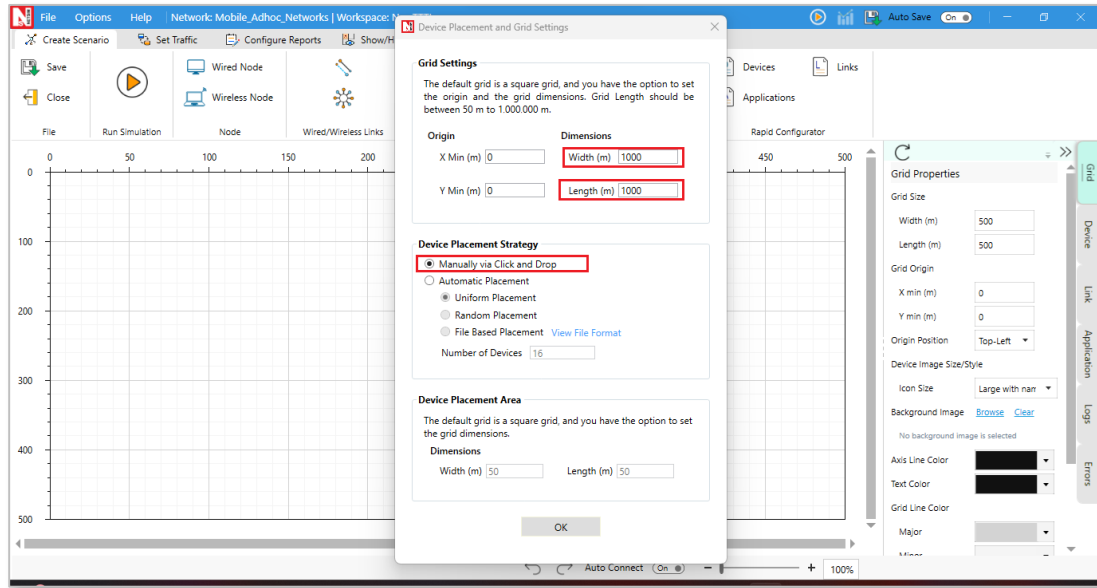 File Options Help Network: Mobile_Adhoc_Networks | Workspace: N
Auto Save On
Create Scenario Set Traffic Configure Reports Show/H
Save
Close
File
Run Simulation
Wired Node
Wireless Node
Node
Wired/Wireless Links
Devices
Links
Applications
Rapid Configurator
0 50 100 150 200 450 500
0
100
200
300
400
500
Device Placement and Grid Settings
Grid Settings
The default grid is a square grid, and you have the option to set
the origin and the grid dimensions. Grid Length should be
between 50 m to 1.000.000 m.
Origin Dimensions
X Min (m) 0 Width (m) 1000
Y Min (m) 0 Length (m) 1000
Device Placement Strategy
Manually via Click and Drop
Automatic Placement
Uniform Placement
Random Placement
File Based Placement View File Format
Number of Devices 16
Device Placement Area
The default grid is a square grid, and you have the option to set
the grid dimensions.
Dimensions
Width (m) 50 Length (m) 50
OK
Grid Properties
Grid Size
Width (m) 500
Length (m) 500
Grid Origin
X min (m) 0
Y min (m) 0
Origin Position Top-Left
Device Image Size/Style
Icon Size Large with nam
Background Image Browse Clear
No background image is selected
Axis Line Color
Text Color
Grid Line Color
Major
Grid
Device
Link
Application
Logs
Errors
Auto Connect On
100%